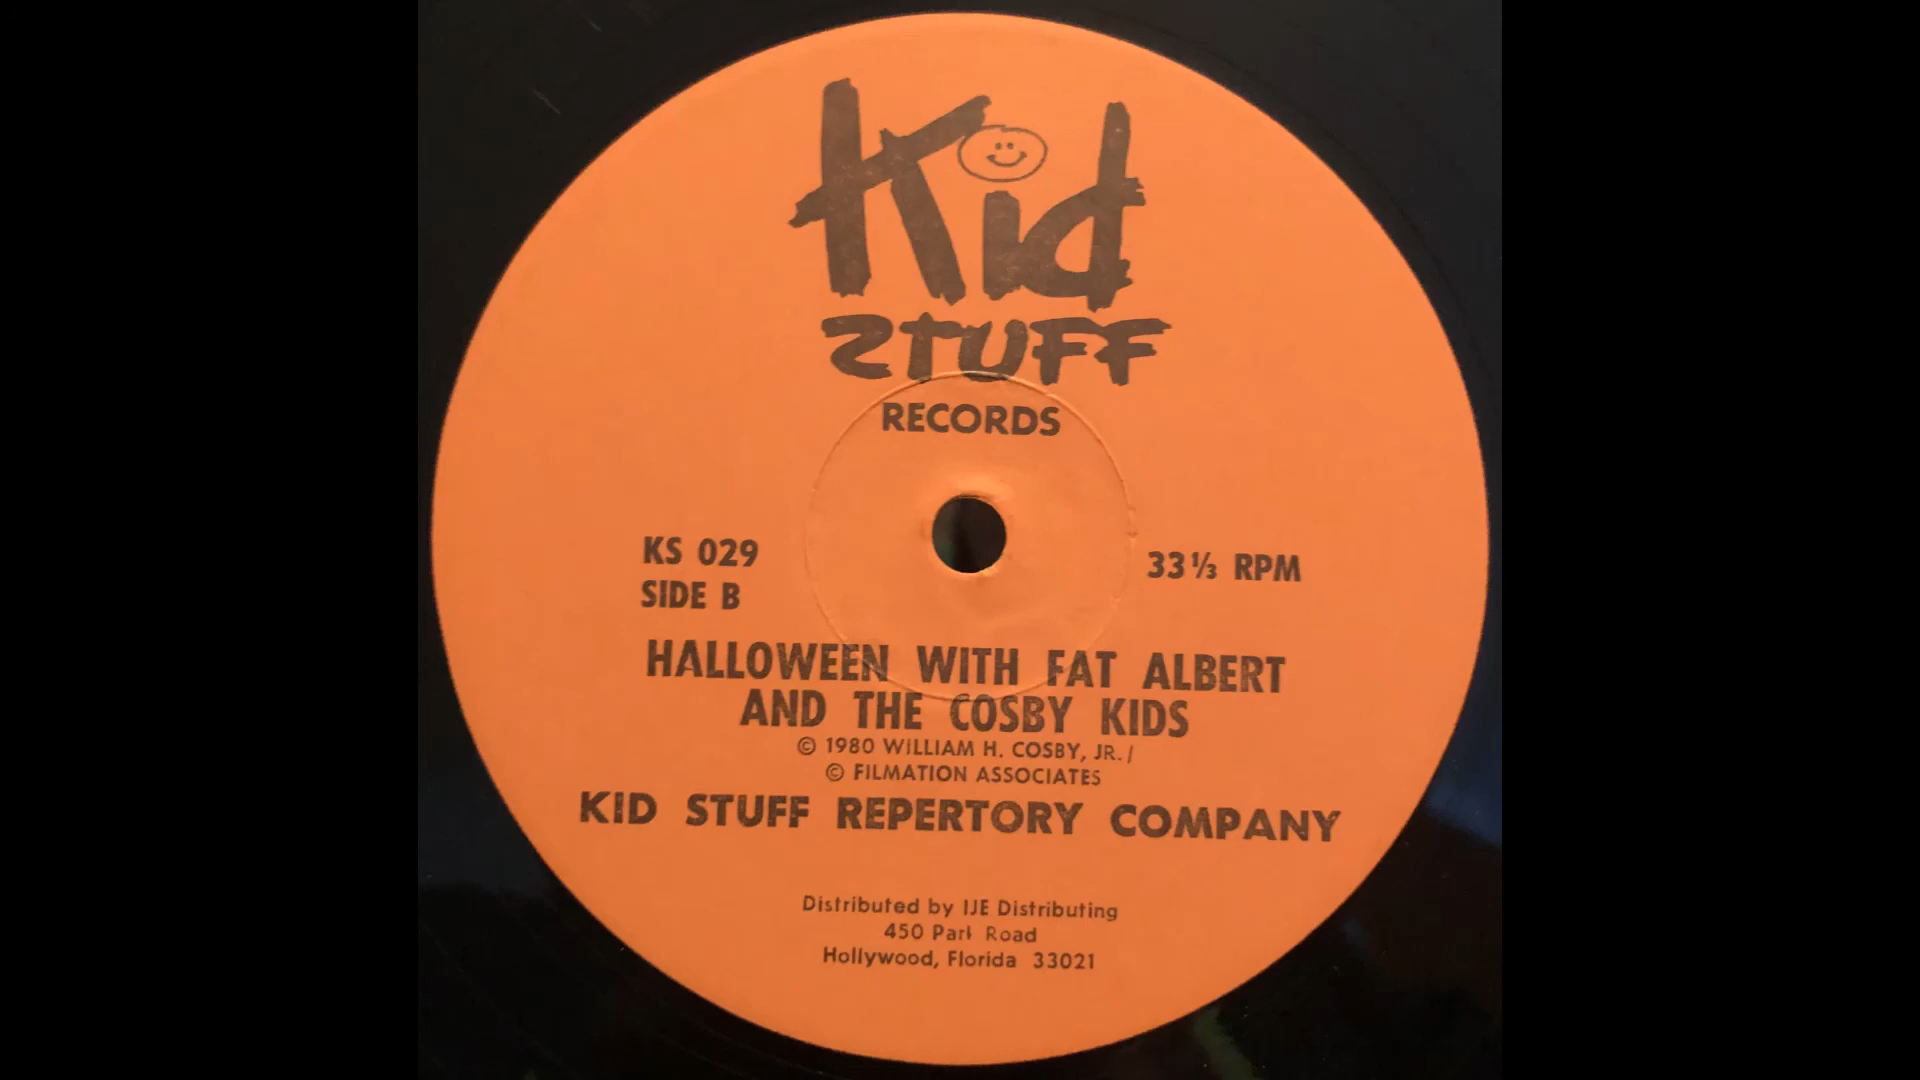 Kid
STUFF
RECORDS
KS 029
SIDE B
33⅓ RPM
HALLOWEEN WITH FAT ALBERT
AND THE COSBY KIDS
© 1980 WILLIAM H. COSBY, JR./
© FILMATION ASSOCIATES
KID STUFF REPERTORY COMPANY
Distributed by IJE Distributing
450 Park Road
Hollywood, Florida 33021